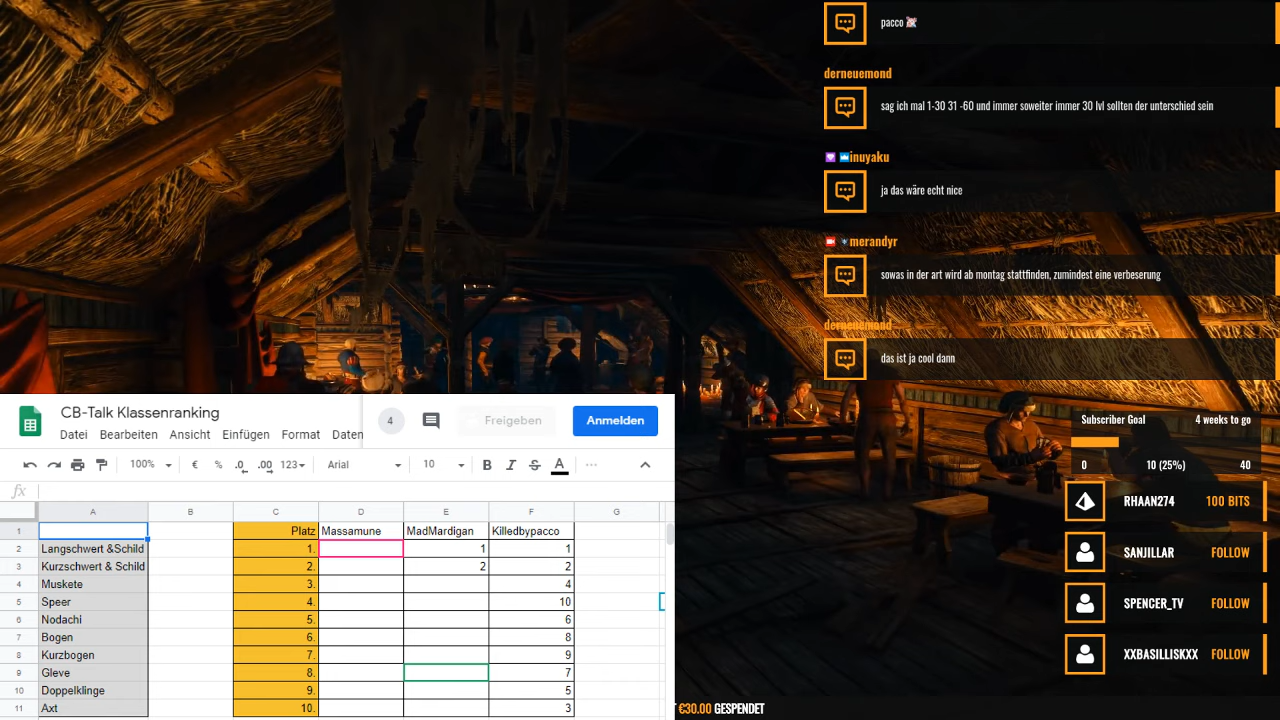 pacco
derneuemond
sag ich mal 1-30 31 -60 und immer soweiter immer 30 lvl sollten der unterschied sein
inuyaku
ja das wäre echt nice
merandyr
sowas in der art wird ab montag stattfinden, zumindest eine verbeserung
derneuemond
das ist ja cool dann
Subscriber Goal 4 weeks to go
0 10 (25%) 40
RHAAN274 100 BITS
SANJILLAR FOLLOW
SPENCER_TV FOLLOW
XXBASILLISKXX FOLLOW
€30.00 GESPENDET
CB-Talk Klassenranking
Datei Bearbeiten Ansicht Einfügen Format Daten
4 Freigeben Anmelden
100% € % .0 .00 123 Arial 10 B I S A ...
fx
A B C D E F G
1 Platz Massamune MadMardigan Killedbypacco
2 Langschwert &Schild 1. 1 1
3 Kurzschwert & Schild 2. 2 2
4 Muskete 3. 4
5 Speer 4. 10
6 Nodachi 5. 6
7 Bogen 6. 8
8 Kurzbogen 7. 9
9 Gleve 8. 7
10 Doppelklinge 9. 5
11 Axt 10. 3